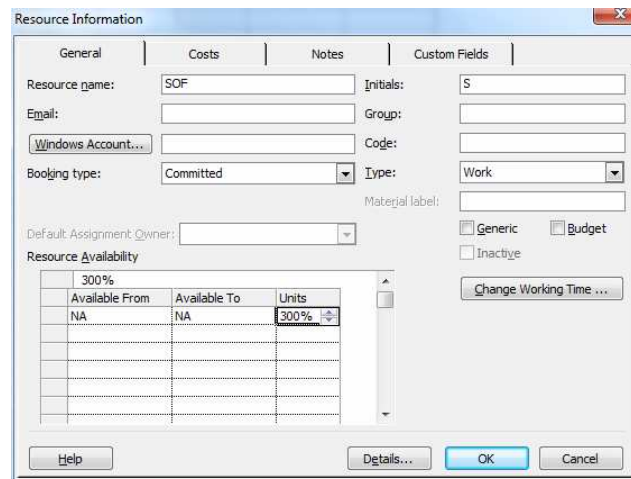 Resource Information
General Costs Notes Custom Fields
Resource name: SOF Initials: S
Email: Group:
Windows Account... Code:
Booking type: Committed Type: Work
Material label:
Default Assignment Owner: Generic Budget
Resource Availability Inactive
300% Change Working Time ...
Available From Available To Units
NA NA 300%
Help Details... OK Cancel